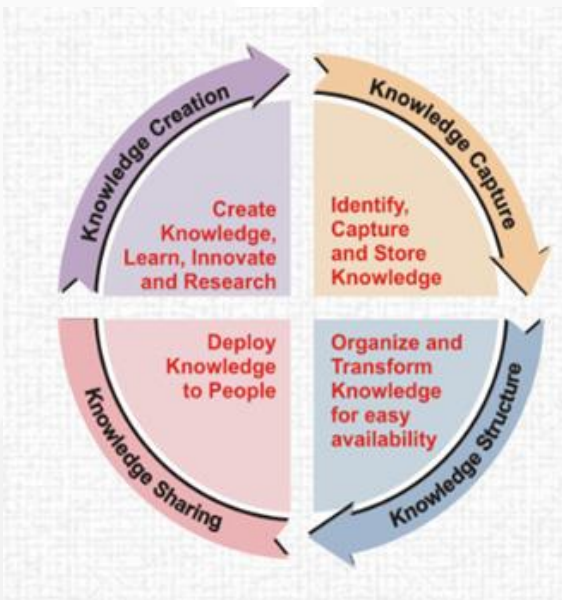 Knowledge Creation
Create
Knowledge,
Learn, Innovate
and Research
Knowledge Capture
Identify,
Capture
and Store
Knowledge
Knowledge Structure
Organize and
Transform
Knowledge
for easy
availability
Knowledge Sharing
Deploy
Knowledge
to People